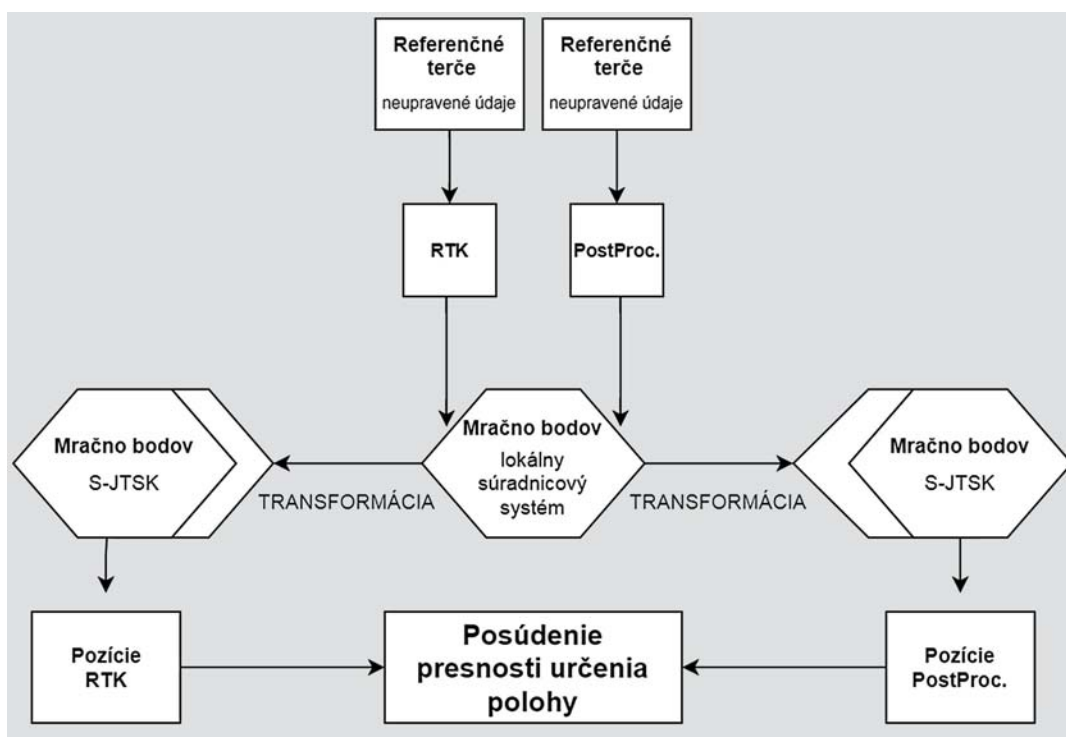 Referenčné
terče
neupravené údaje
Referenčné
terče
neupravené údaje
RTK
PostProc.
Mračno bodov
S-JTSK
TRANSFORMÁCIA
Mračno bodov
lokálny
súradnicový
systém
TRANSFORMÁCIA
Mračno bodov
S-JTSK
Pozície
RTK
Posúdenie
presnosti určenia
polohy
Pozície
PostProc.